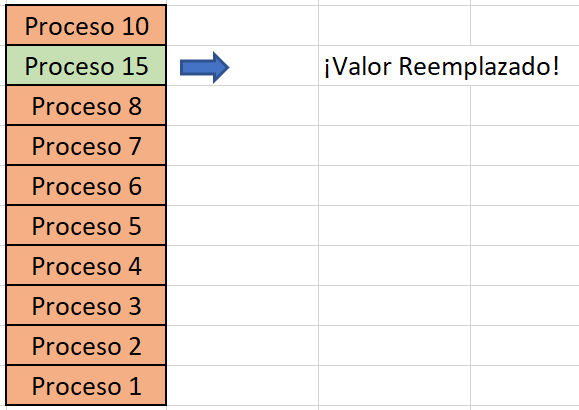 Proceso 10
Proceso 15 ¡Valor Reemplazado!
Proceso 8
Proceso 7
Proceso 6
Proceso 5
Proceso 4
Proceso 3
Proceso 2
Proceso 1